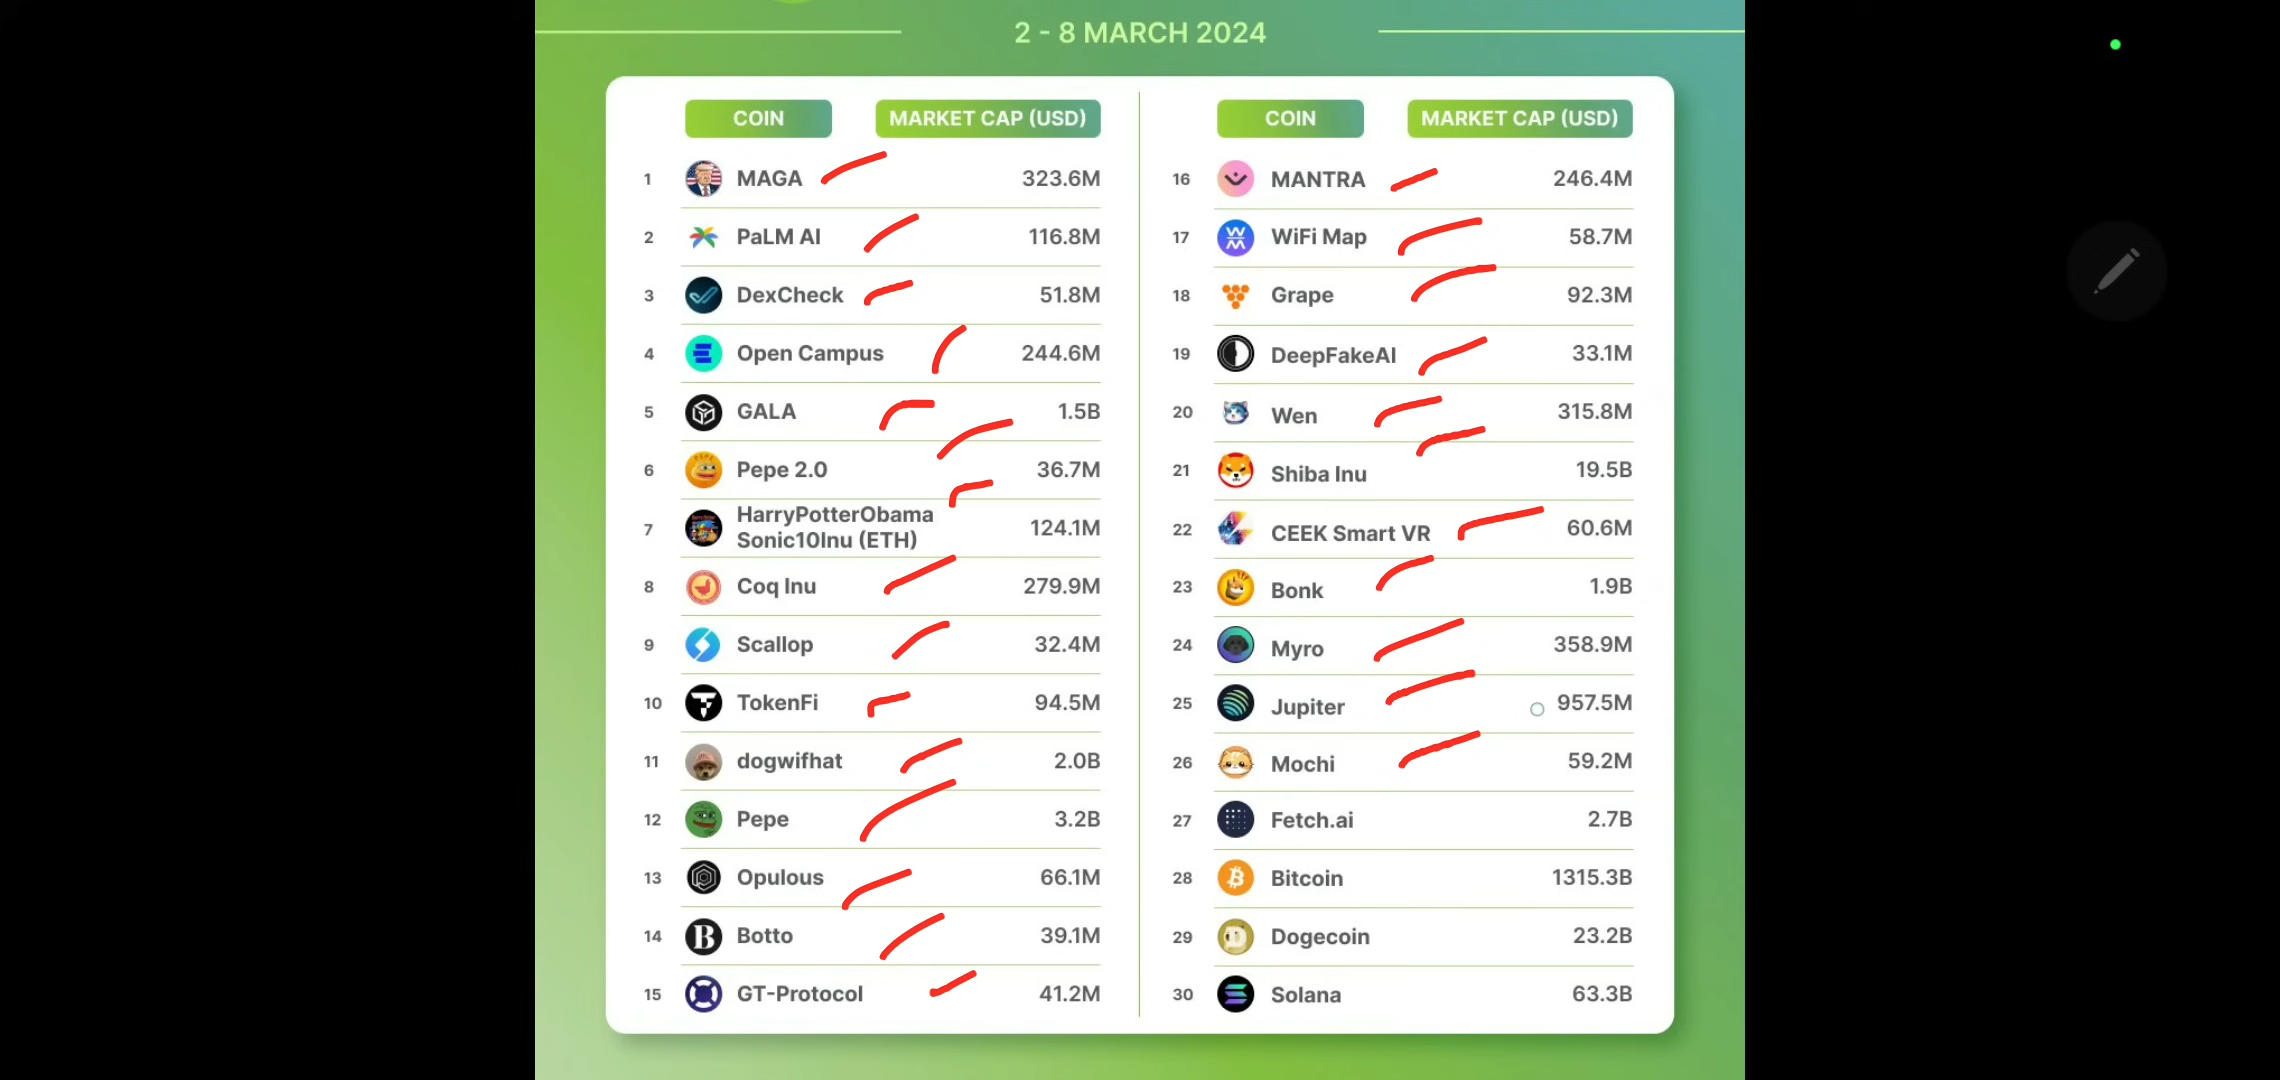 2 - 8 MARCH 2024
COIN MARKET CAP (USD)
1 MAGA 323.6M
2 PaLM AI 116.8M
3 DexCheck 51.8M
4 Open Campus 244.6M
5 GALA 1.5B
6 Pepe 2.0 36.7M
7 HarryPotterObama
Sonic10Inu (ETH) 124.1M
8 Coq Inu 279.9M
9 Scallop 32.4M
10 TokenFi 94.5M
11 dogwifhat 2.0B
12 Pepe 3.2B
13 Opulous 66.1M
14 Botto 39.1M
15 GT-Protocol 41.2M
COIN MARKET CAP (USD)
16 MANTRA 246.4M
17 WiFi Map 58.7M
18 Grape 92.3M
19 DeepFakeAI 33.1M
20 Wen 315.8M
21 Shiba Inu 19.5B
22 CEEK Smart VR 60.6M
23 Bonk 1.9B
24 Myro 358.9M
25 Jupiter 957.5M
26 Mochi 59.2M
27 Fetch.ai 2.7B
28 Bitcoin 1315.3B
29 Dogecoin 23.2B
30 Solana 63.3B